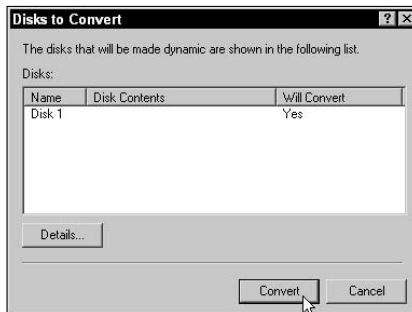 Disks to Convert
The disks that will be made dynamic are shown in the following list.
Disks:
Name Disk Contents Will Convert
Disk 1 Yes
Details...
Convert Cancel